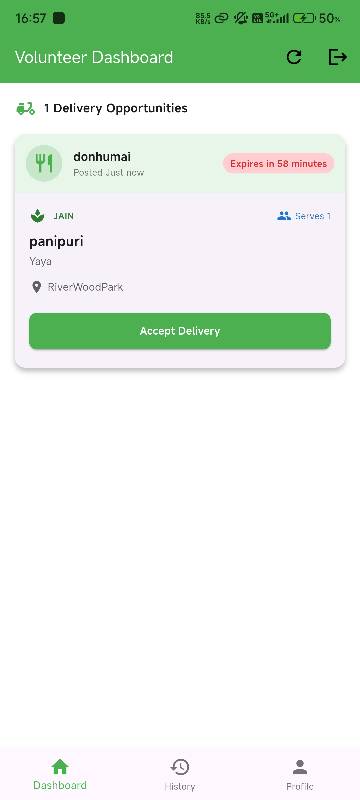 16:57 85.5 KB/s 5G+ 50%
Volunteer Dashboard
1 Delivery Opportunities
donhumai
Posted Just now
Expires in 58 minutes
JAIN
Serves 1
panipuri
Yaya
RiverWoodPark
Accept Delivery
Dashboard History Profile